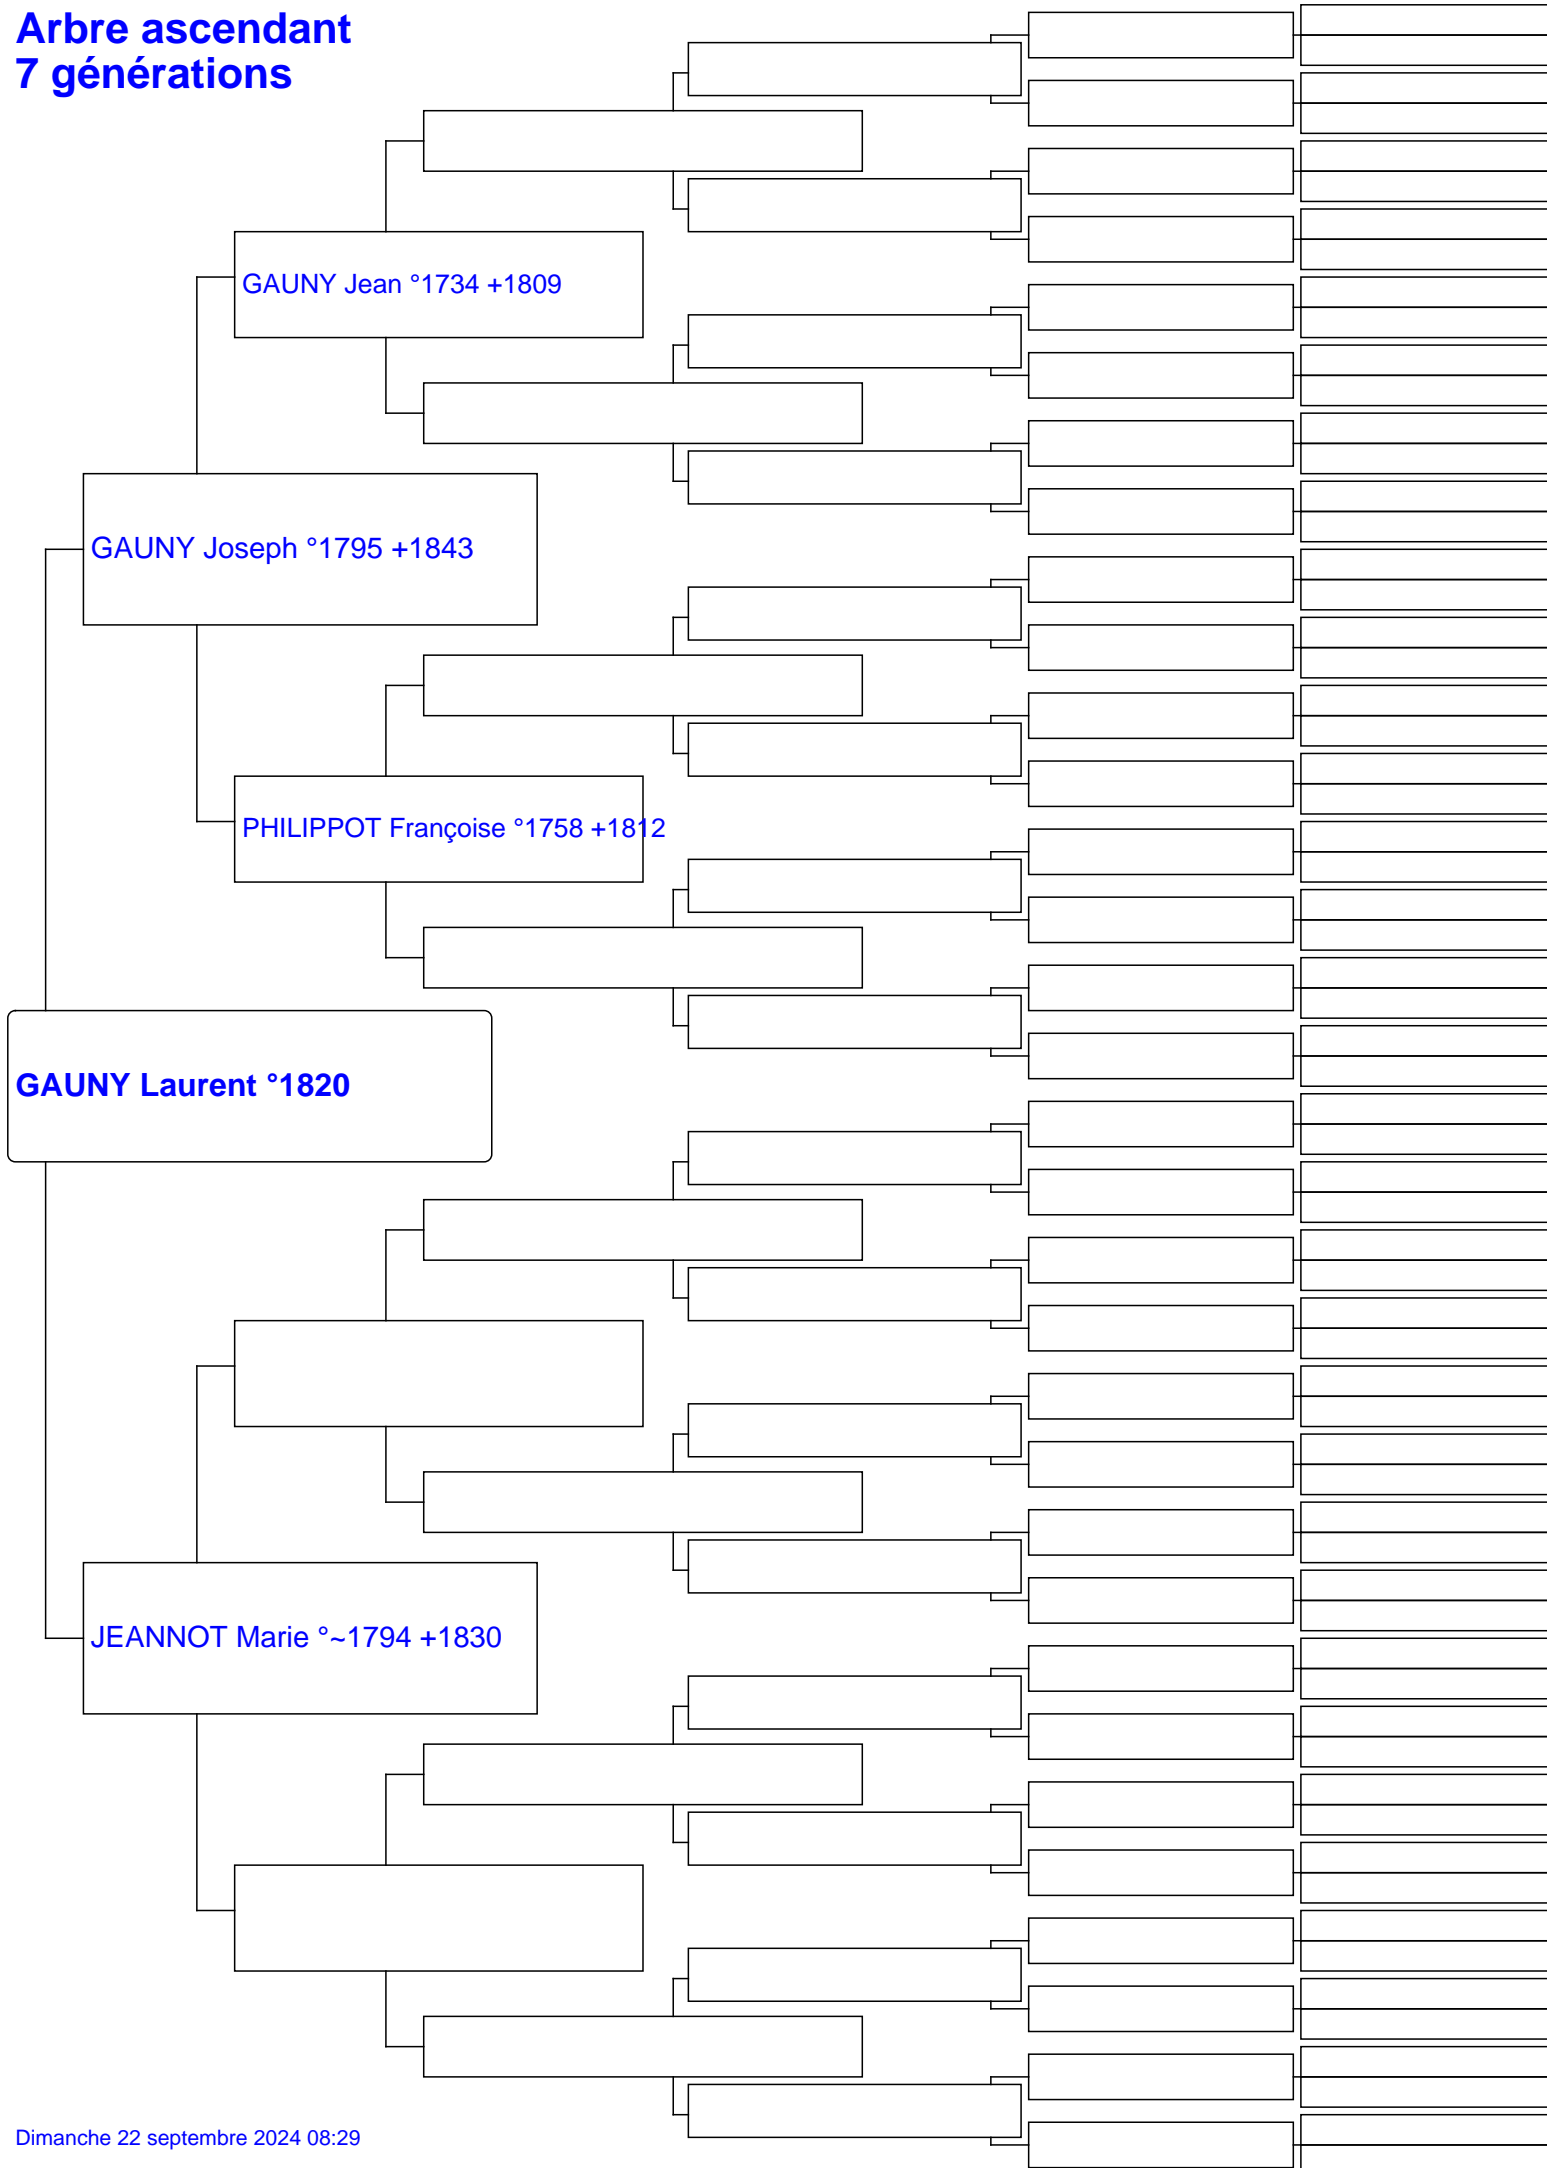 Arbre ascendant
7 générations
GAUNY Jean °1734 +1809
GAUNY Joseph °1795 +1843
PHILIPPOT Françoise °1758 +1812
GAUNY Laurent °1820
JEANNOT Marie °~1794 +1830
Dimanche 22 septembre 2024 08:29